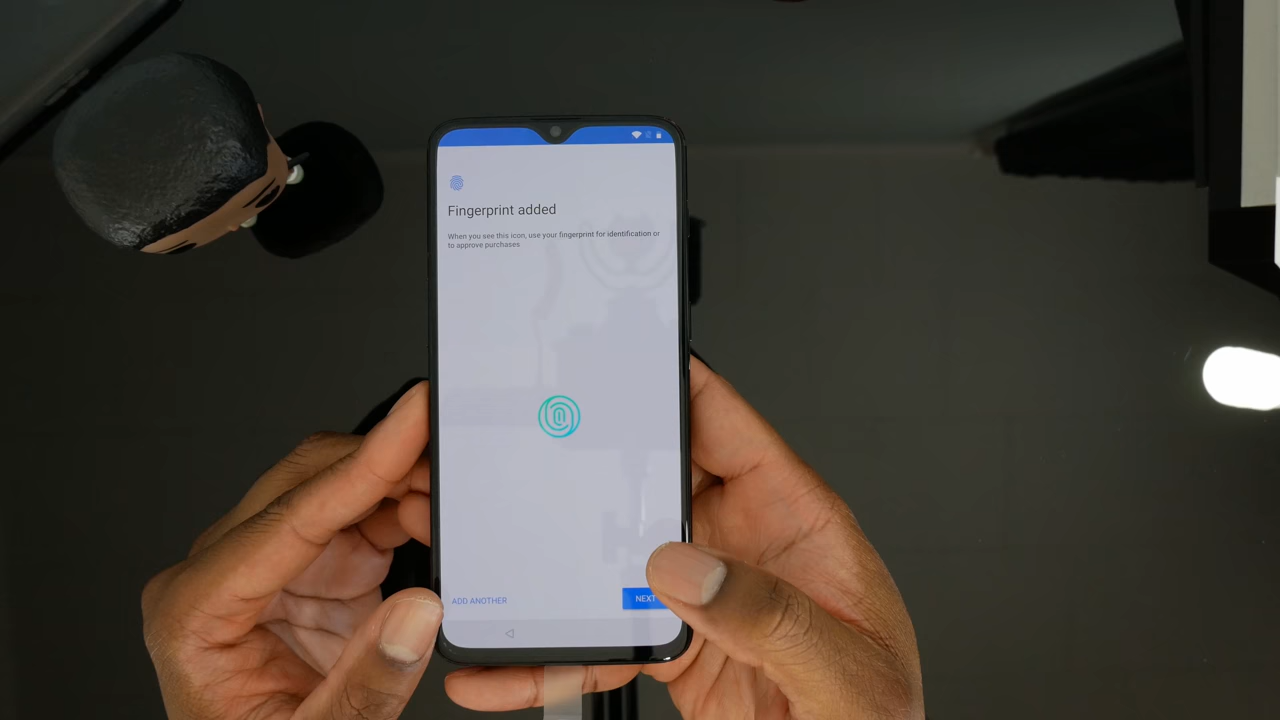 Fingerprint added
When you see this icon, use your fingerprint for identification or
to approve purchases
ADD ANOTHER
NEXT